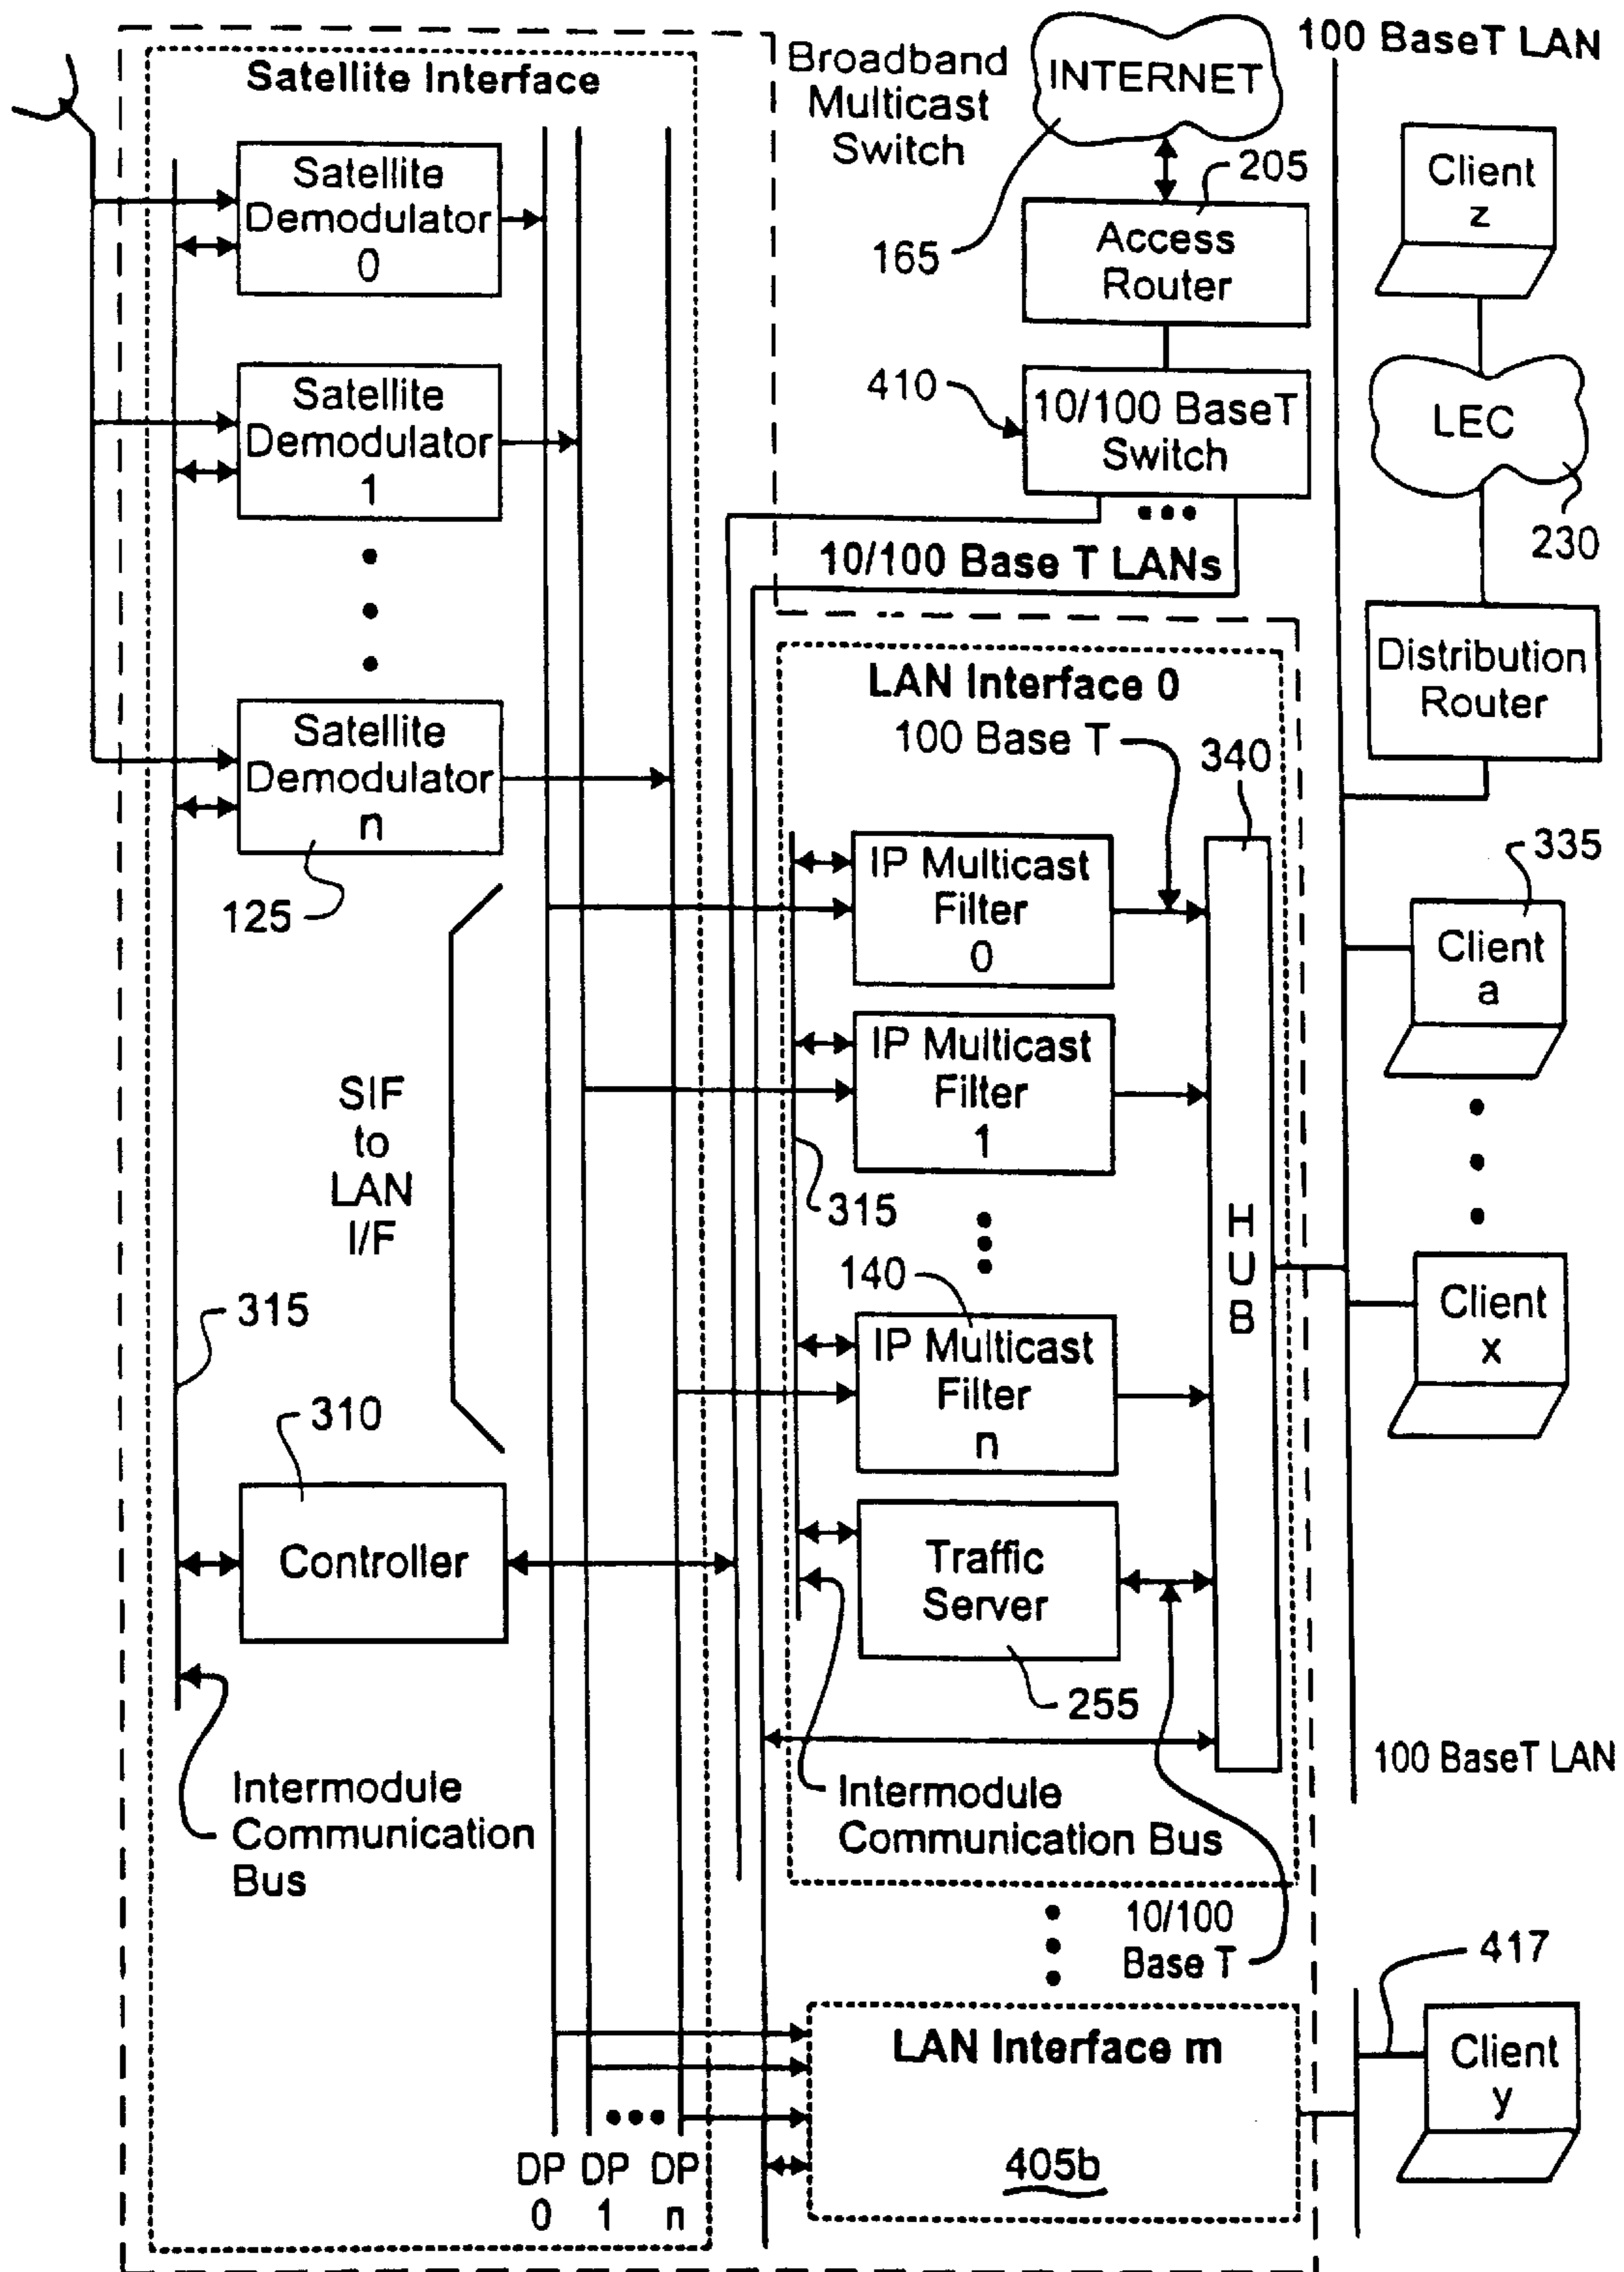 Satellite Interface
Satellite
Demodulator
0
Satellite
Demodulator
1
Satellite
Demodulator
n
125
SIF
to
LAN
I/F
315
310
Controller
Intermodule
Communication
Bus
DP DP DP
0 1 n
Broadband
Multicast
Switch
INTERNET
165
205
Access
Router
410
10/100 BaseT
Switch
10/100 Base T LANs
LAN Interface 0
100 Base T
340
IP Multicast
Filter
0
IP Multicast
Filter
1
315
140
IP Multicast
Filter
n
Traffic
Server
255
H
U
B
Intermodule
Communication Bus
10/100
Base T
LAN Interface m
405b
100 BaseT LAN
Client
z
LEC
230
Distribution
Router
335
Client
a
Client
x
100 BaseT LAN
417
Client
y